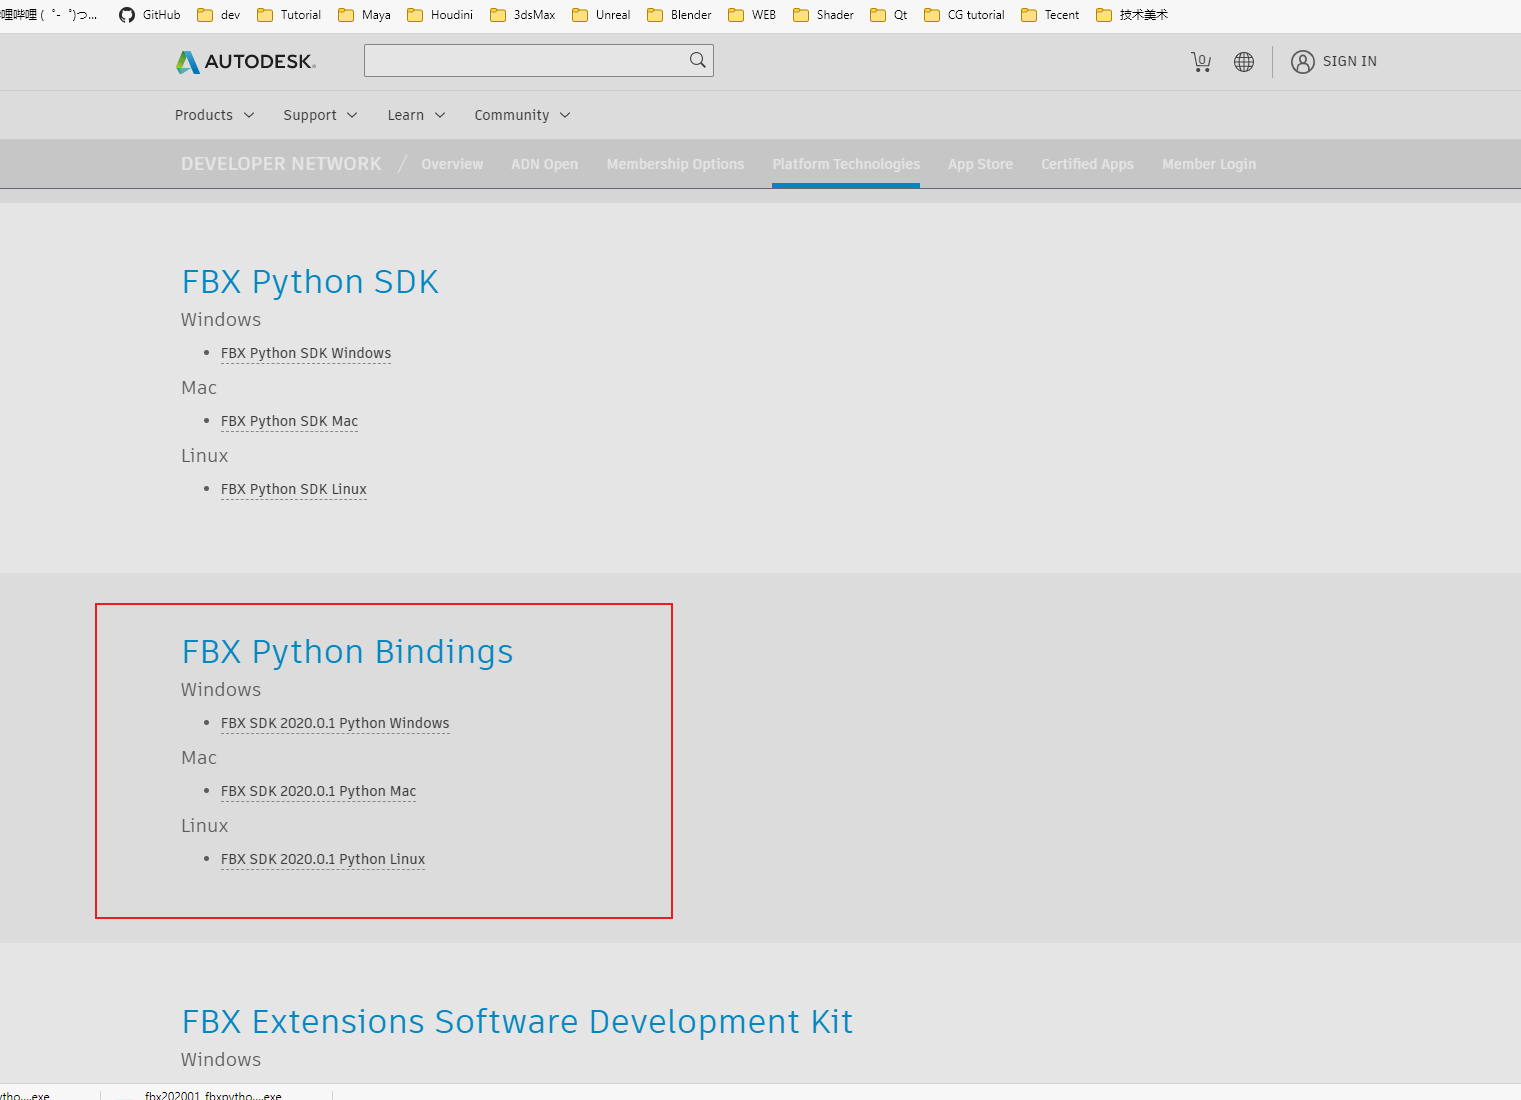 哔哩哔哩 ( ゜- ゜)つ... GitHub dev Tutorial Maya Houdini 3dsMax Unreal Blender WEB Shader Qt CG tutorial Tecent 技术美术
AUTODESK. 0 SIGN IN
Products Support Learn Community
DEVELOPER NETWORK / Overview ADN Open Membership Options Platform Technologies App Store Certified Apps Member Login
FBX Python SDK
Windows
• FBX Python SDK Windows
Mac
• FBX Python SDK Mac
Linux
• FBX Python SDK Linux
FBX Python Bindings
Windows
• FBX SDK 2020.0.1 Python Windows
Mac
• FBX SDK 2020.0.1 Python Mac
Linux
• FBX SDK 2020.0.1 Python Linux
FBX Extensions Software Development Kit
Windows
ytho....exe fbx202001_fbxpytho....exe